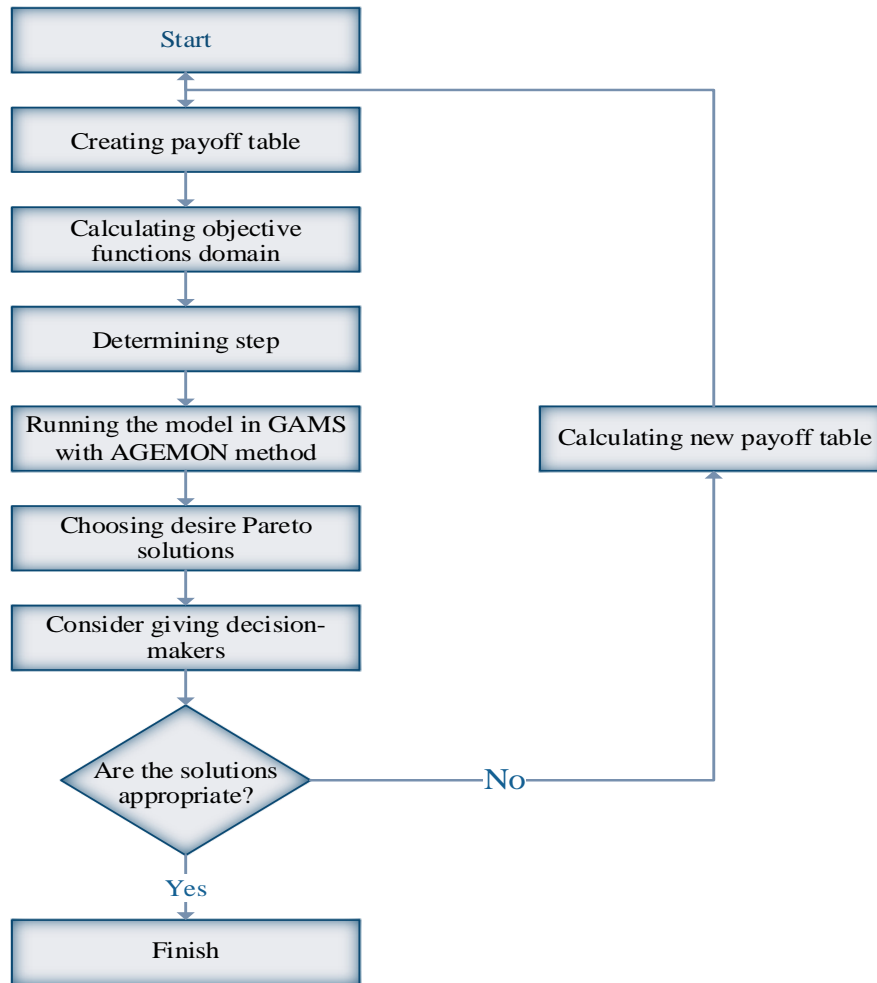 Start
Creating payoff table
Calculating objective
functions domain
Determining step
Running the model in GAMS
with AGEMON method
Calculating new payoff table
Choosing desire Pareto
solutions
Consider giving decision-
makers
Are the solutions
appropriate?
No
Yes
Finish